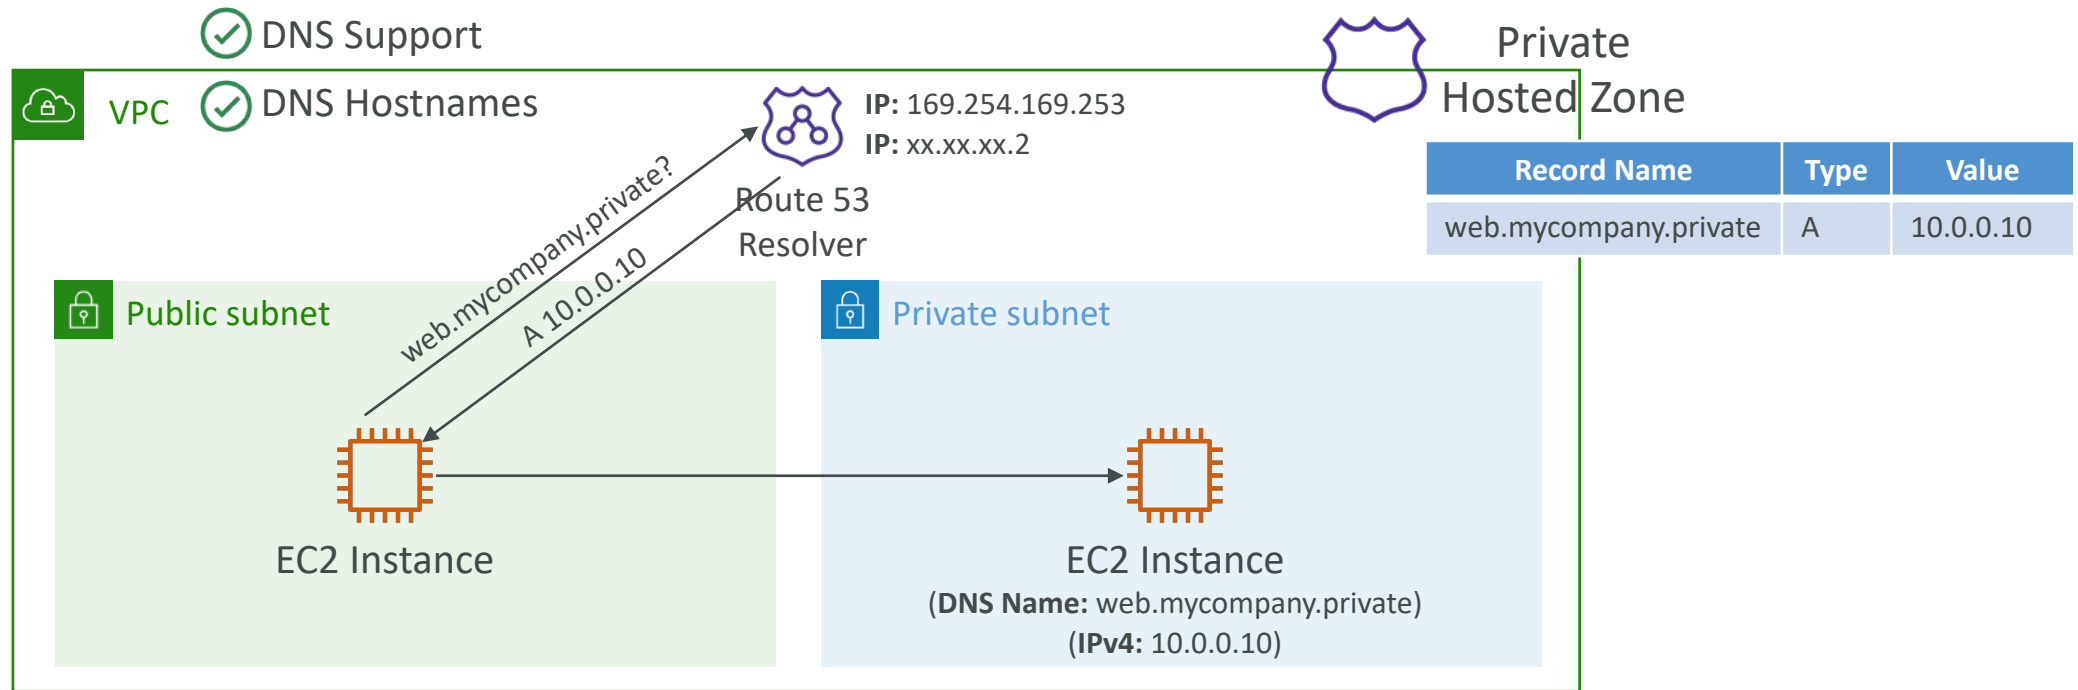 DNS Support
Private
Hosted Zone
VPC
DNS Hostnames
IP: 169.254.169.253
IP: xx.xx.xx.2
Record Name Type Value
web.mycompany.private A 10.0.0.10
web.mycompany.private?
Route 53
Resolver
A 10.0.0.10
Public subnet
Private subnet
EC2 Instance
EC2 Instance
(DNS Name: web.mycompany.private)
(IPv4: 10.0.0.10)